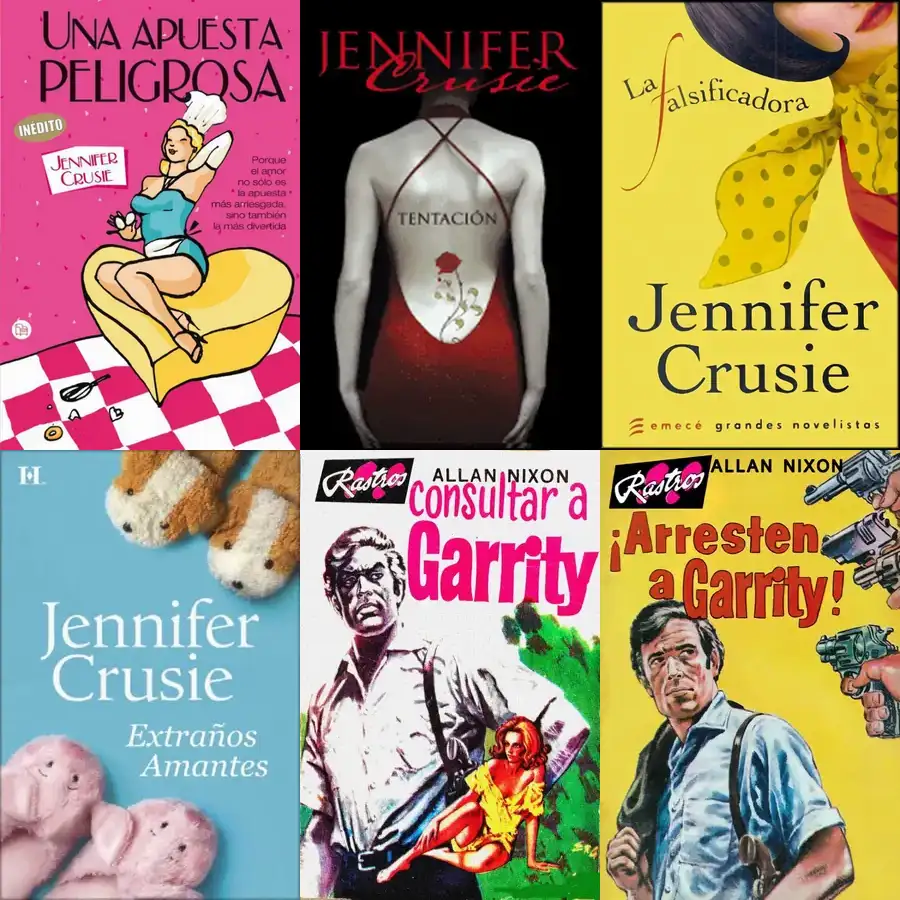 UNA APUESTA
PELIGROSA
INÉDITO
JENNIFER
CRUSIE
Porque
el amor
no sólo es
la apuesta
más arriesgada,
sino también
la más divertida
JENNIFER
Crusie
TENTACIÓN
La falsificadora
Jennifer
Crusie
emecé grandes novelistas
H
Jennifer
Crusie
Extraños
Amantes
Rastros
ALLAN NIXON
consultar a
Garrity
Rastros
ALLAN NIXON
¡Arresten
a Garrity!